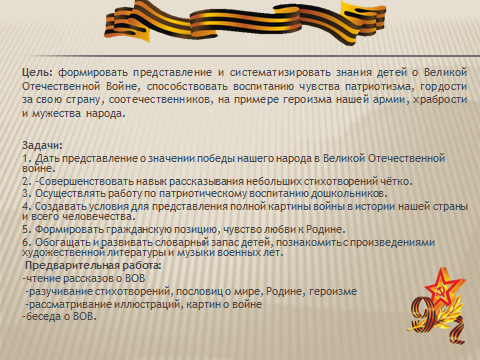 Цель: формировать представление и систематизировать знания детей о Великой
Отечественной Войне, способствовать воспитанию чувства патриотизма, гордости
за свою страну, соотечественников, на примере героизма нашей армии, храбрости
и мужества народа.
Задачи:
1. Дать представление о значении победы нашего народа в Великой Отечественной
войне.
2. -Совершенствовать навык рассказывания небольших стихотворений чётко.
3. Осуществлять работу по патриотическому воспитанию дошкольников.
4. Создавать условия для представления полной картины войны в истории нашей страны
и всего человечества.
5. Формировать гражданскую позицию, чувство любви к Родине.
6. Обогащать и развивать словарный запас детей, познакомить с произведениями
художественной литературы и музыки военных лет.
Предварительная работа:
-чтение рассказов о ВОВ
-разучивание стихотворений, пословиц о мире, Родине, героизме
-рассматривание иллюстраций, картин о войне
-беседа о ВОВ.
9